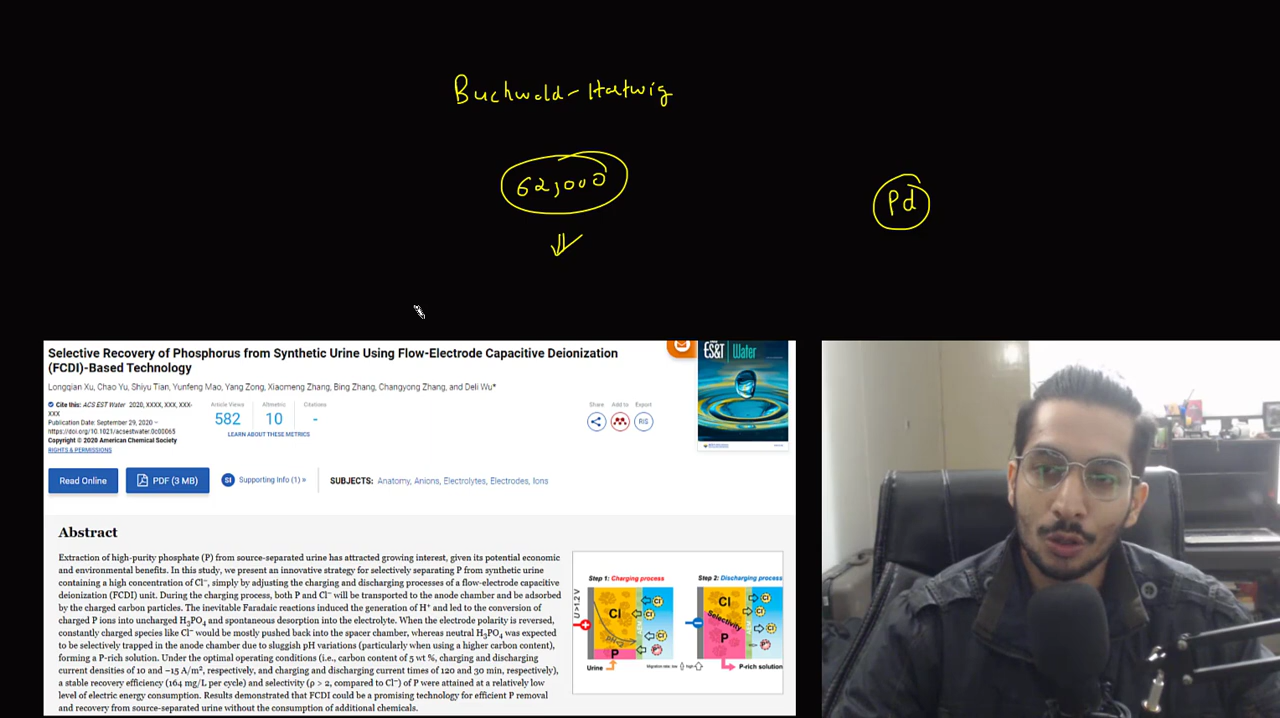 Buchwald-Hartwig
62,000
Pd
Selective Recovery of Phosphorus from Synthetic Urine Using Flow-Electrode Capacitive Deionization
(FCDI)-Based Technology
Longqian Xu, Chao Yu, Shiyu Tian, Yunfeng Mao, Yang Zong, Xiaomeng Zhang, Bing Zhang, Changyong Zhang, and Deli Wu*
Cite this: ACS EST Water 2020, XXXX, XXX, XXX-
XXX
Publication Date: September 29, 2020
https://doi.org/10.1021/acsestwater.0c00065
Copyright © 2020 American Chemical Society
RIGHTS & PERMISSIONS
Article Views
582
Altmetric
10
Citations
-
LEARN ABOUT THESE METRICS
Share Add to Export
RIS
ES&T Water
Read Online
PDF (3 MB)
SI Supporting Info (1) »
SUBJECTS: Anatomy, Anions, Electrolytes, Electrodes, Ions
Abstract
Extraction of high-purity phosphate (P) from source-separated urine has attracted growing interest, given its potential economic
and environmental benefits. In this study, we present an innovative strategy for selectively separating P from synthetic urine
containing a high concentration of Cl⁻, simply by adjusting the charging and discharging processes of a flow-electrode capacitive
deionization (FCDI) unit. During the charging process, both P and Cl⁻ will be transported to the anode chamber and be adsorbed
by the charged carbon particles. The inevitable Faradaic reactions induced the generation of H⁺ and led to the conversion of
charged P ions into uncharged H₃PO₄ and spontaneous desorption into the electrolyte. When the electrode polarity is reversed,
constantly charged species like Cl⁻ would be mostly pushed back into the spacer chamber, whereas neutral H₃PO₄ was expected
to be selectively trapped in the anode chamber due to sluggish pH variations (particularly when using a higher carbon content),
forming a P-rich solution. Under the optimal operating conditions (i.e., carbon content of 5 wt %, charging and discharging
current densities of 10 and −15 A/m², respectively, and charging and discharging current times of 120 and 30 min, respectively),
a stable recovery efficiency (164 mg/L per cycle) and selectivity (ρ > 2, compared to Cl⁻) of P were attained at a relatively low
level of electric energy consumption. Results demonstrated that FCDI could be a promising technology for efficient P removal
and recovery from source-separated urine without the consumption of additional chemicals.
Step 1: Charging process
Step 2: Discharging process
U >1.2 V
Cl
P
Urine
Cl
Selectivity
P
P-rich solution